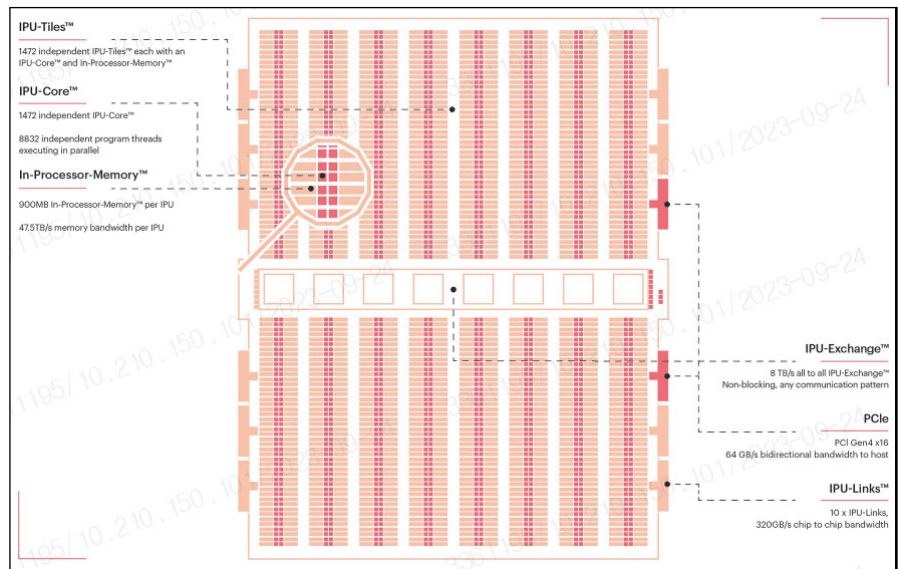 IPU-Tiles™
1472 independent IPU-Tiles™ each with an
IPU-Core™ and In-Processor-Memory™
IPU-Core™
1472 independent IPU-Core™
8832 independent program threads
executing in parallel
In-Processor-Memory™
900MB In-Processor-Memory™ per IPU
47.5TB/s memory bandwidth per IPU
IPU-Exchange™
8 TB/s all to all IPU-Exchange™
Non-blocking, any communication pattern
PCIe
PCI Gen4 x16
64 GB/s bidirectional bandwidth to host
IPU-Links™
10 x IPU-Links,
320GB/s chip to chip bandwidth